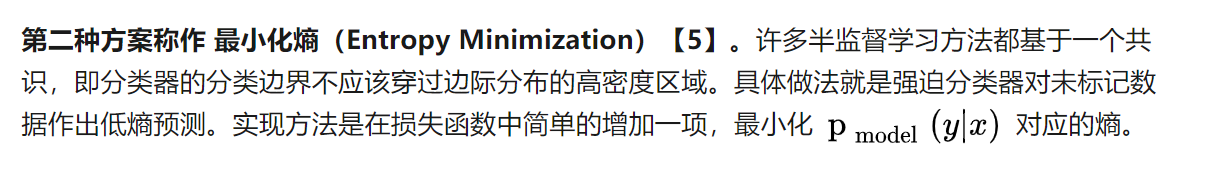 第二种方案称作 最小化熵（Entropy Minimization）【5】。许多半监督学习方法都基于一个共
识，即分类器的分类边界不应该穿过边际分布的高密度区域。具体做法就是强迫分类器对未标记数
据作出低熵预测。实现方法是在损失函数中简单的增加一项，最小化 p model (y|x) 对应的熵。